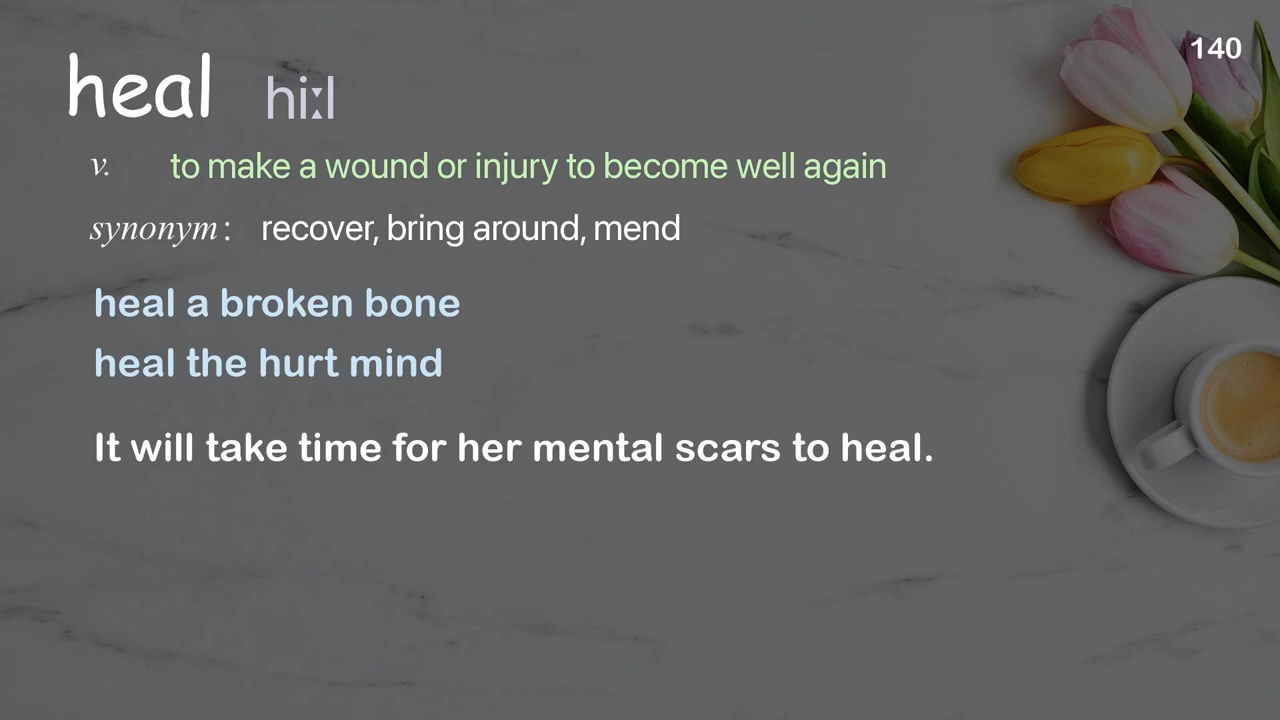 140
heal hiːl
v. to make a wound or injury to become well again
synonym: recover, bring around, mend
heal a broken bone
heal the hurt mind
It will take time for her mental scars to heal.